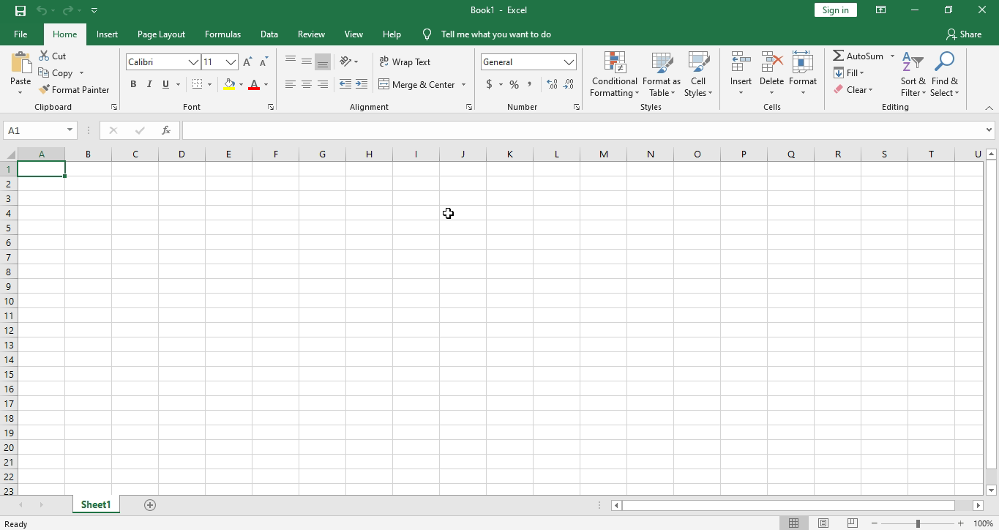 Book1 - Excel
Sign in
File Home Insert Page Layout Formulas Data Review View Help Tell me what you want to do Share
Paste
Cut
Copy
Format Painter
Clipboard
Calibri 11
B I U
Font
Wrap Text
Merge & Center
Alignment
General
$ % ,
Number
Conditional Formatting
Format as Table
Cell Styles
Styles
Insert
Delete
Format
Cells
AutoSum
Fill
Clear
Sort & Filter
Find & Select
Editing
A1 fx
A B C D E F G H I J K L M N O P Q R S T U
1
2
3
4
5
6
7
8
9
10
11
12
13
14
15
16
17
18
19
20
21
22
23
Sheet1
Ready
100%